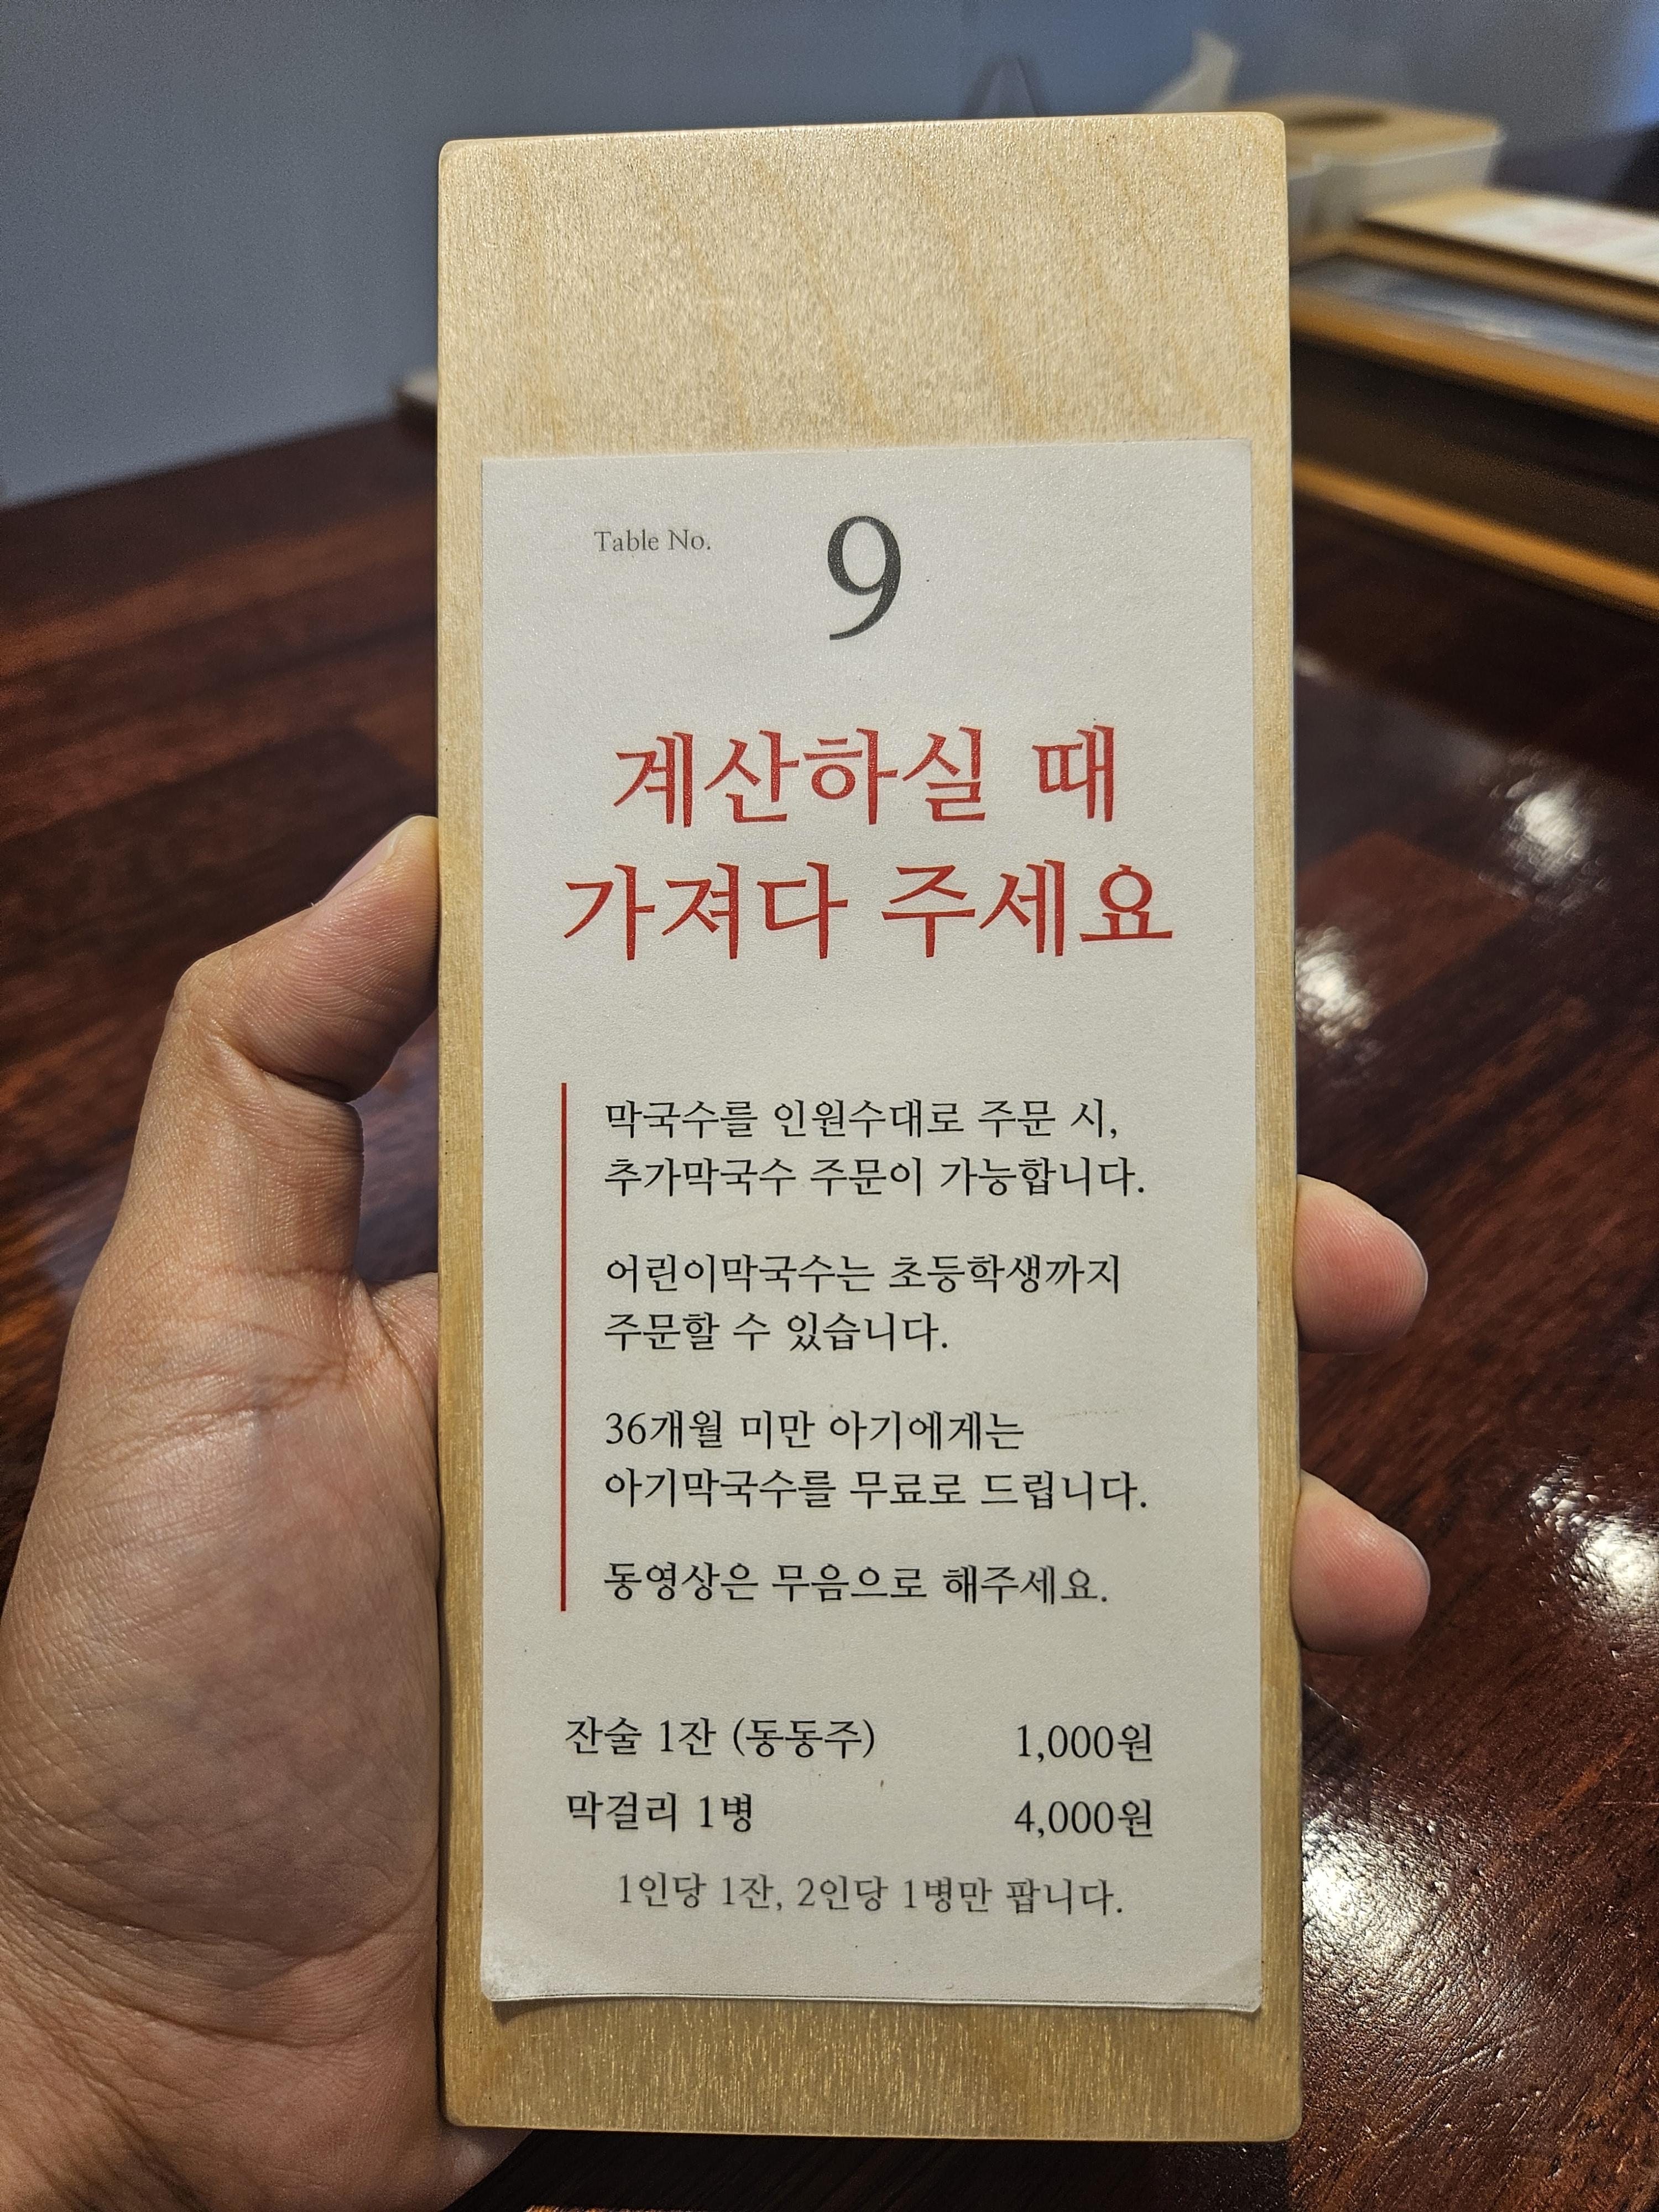 Table No. 9
계산하실 때
가져다 주세요
막국수를 인원수대로 주문 시,
추가막국수 주문이 가능합니다.
어린이막국수는 초등학생까지
주문할 수 있습니다.
36개월 미만 아기에게는
아기막국수를 무료로 드립니다.
동영상은 무음으로 해주세요.
잔술 1잔 (동동주) 1,000원
막걸리 1병 4,000원
1인당 1잔, 2인당 1병만 팝니다.